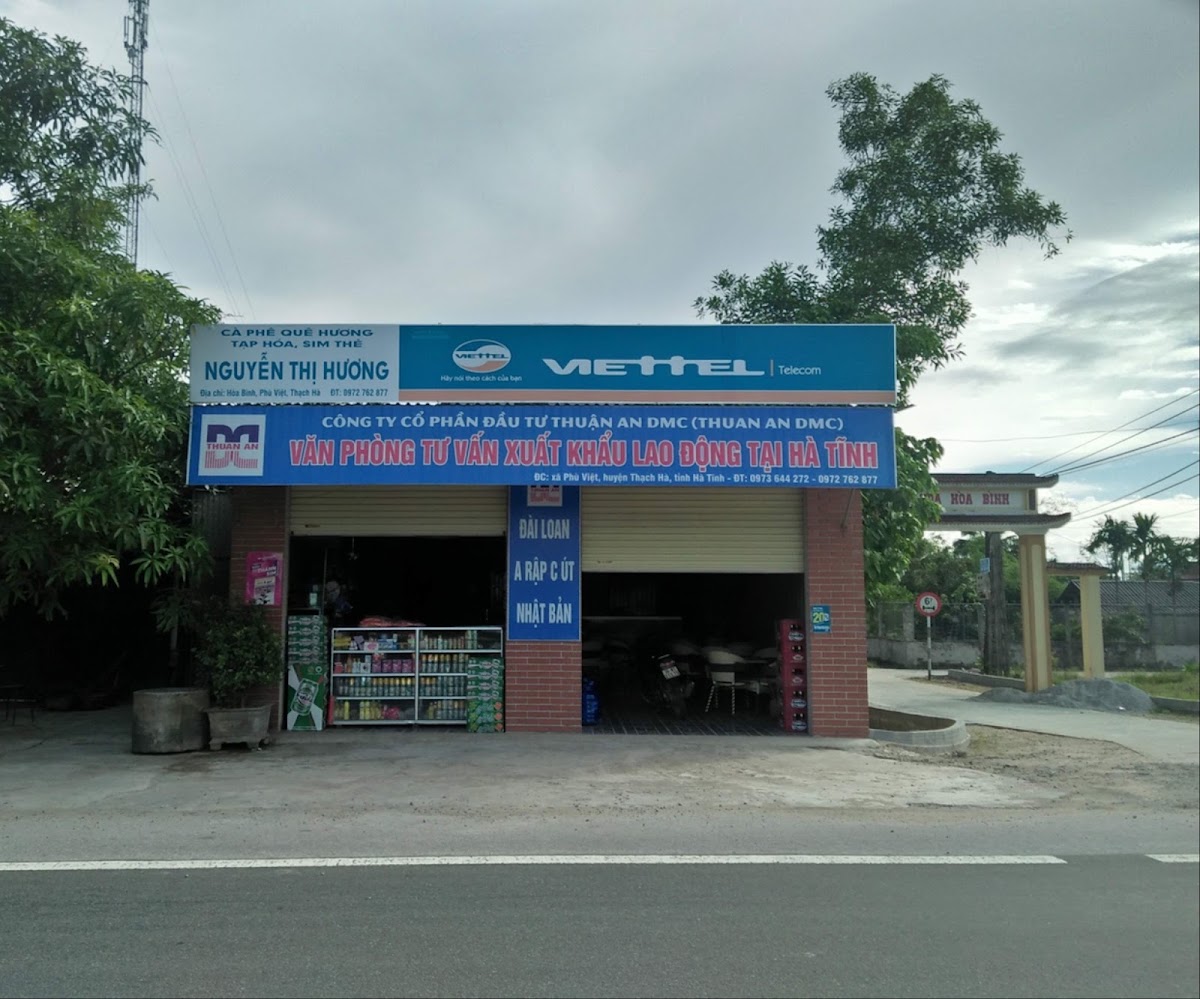 CÀ PHÊ QUÊ HƯƠNG
TẠP HÓA, SIM THẺ
NGUYỄN THỊ HƯƠNG
Địa chỉ: Hòa Bình, Phù Việt, Thạch Hà ĐT: 0972 762 877
VIETTEL
Hãy nói theo cách của bạn
VIETTEL Telecom
THUAN AN
CÔNG TY CỔ PHẦN ĐẦU TƯ THUẬN AN DMC (THUAN AN DMC)
VĂN PHÒNG TƯ VẤN XUẤT KHẨU LAO ĐỘNG TẠI HÀ TĨNH
ĐC: xã Phù Việt, huyện Thạch Hà, tỉnh Hà Tĩnh - ĐT: 0973 644 272 - 0972 762 877
ĐÀI LOAN
A RẬP C ÚT
NHẬT BẢN
HÒA BÌNH
20